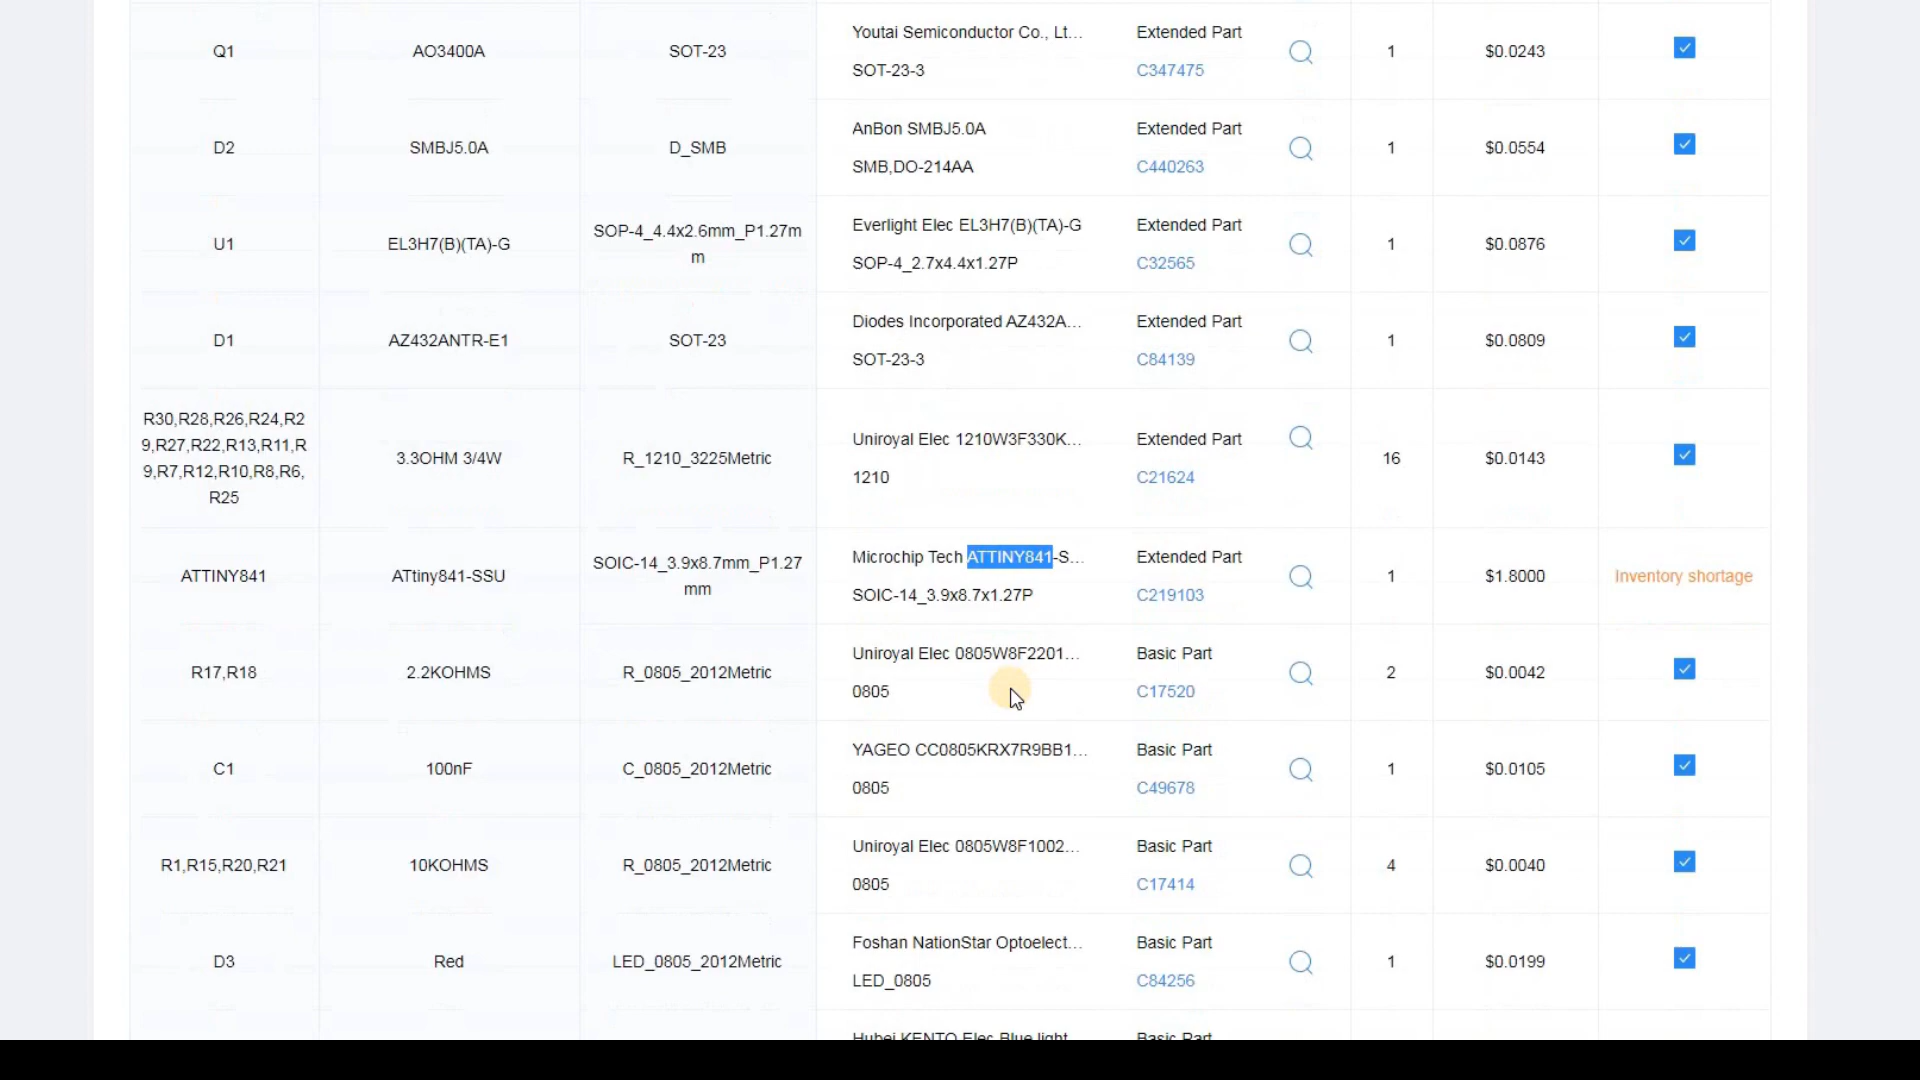 Q1 AO3400A SOT-23 Youtai Semiconductor Co., Lt... SOT-23-3 Extended Part C347475 1 $0.0243
D2 SMBJ5.0A D_SMB AnBon SMBJ5.0A SMB,DO-214AA Extended Part C440263 1 $0.0554
U1 EL3H7(B)(TA)-G SOP-4_4.4x2.6mm_P1.27m
m Everlight Elec EL3H7(B)(TA)-G SOP-4_2.7x4.4x1.27P Extended Part C32565 1 $0.0876
D1 AZ432ANTR-E1 SOT-23 Diodes Incorporated AZ432A... SOT-23-3 Extended Part C84139 1 $0.0809
R30,R28,R26,R24,R2
9,R27,R22,R13,R11,R
9,R7,R12,R10,R8,R6,
R25
3.3OHM 3/4W R_1210_3225Metric Uniroyal Elec 1210W3F330K... 1210 Extended Part C21624 16 $0.0143
ATTINY841 ATtiny841-SSU SOIC-14_3.9x8.7mm_P1.27
mm Microchip Tech ATTINY841-S... SOIC-14_3.9x8.7x1.27P Extended Part C219103 1 $1.8000 Inventory shortage
R17,R18 2.2KOHMS R_0805_2012Metric Uniroyal Elec 0805W8F2201... 0805 Basic Part C17520 2 $0.0042
C1 100nF C_0805_2012Metric YAGEO CC0805KRX7R9BB1... 0805 Basic Part C49678 1 $0.0105
R1,R15,R20,R21 10KOHMS R_0805_2012Metric Uniroyal Elec 0805W8F1002... 0805 Basic Part C17414 4 $0.0040
D3 Red LED_0805_2012Metric Foshan NationStar Optoelect... LED_0805 Basic Part C84256 1 $0.0199
Hubei KENTO Elec Blue light Basic Part